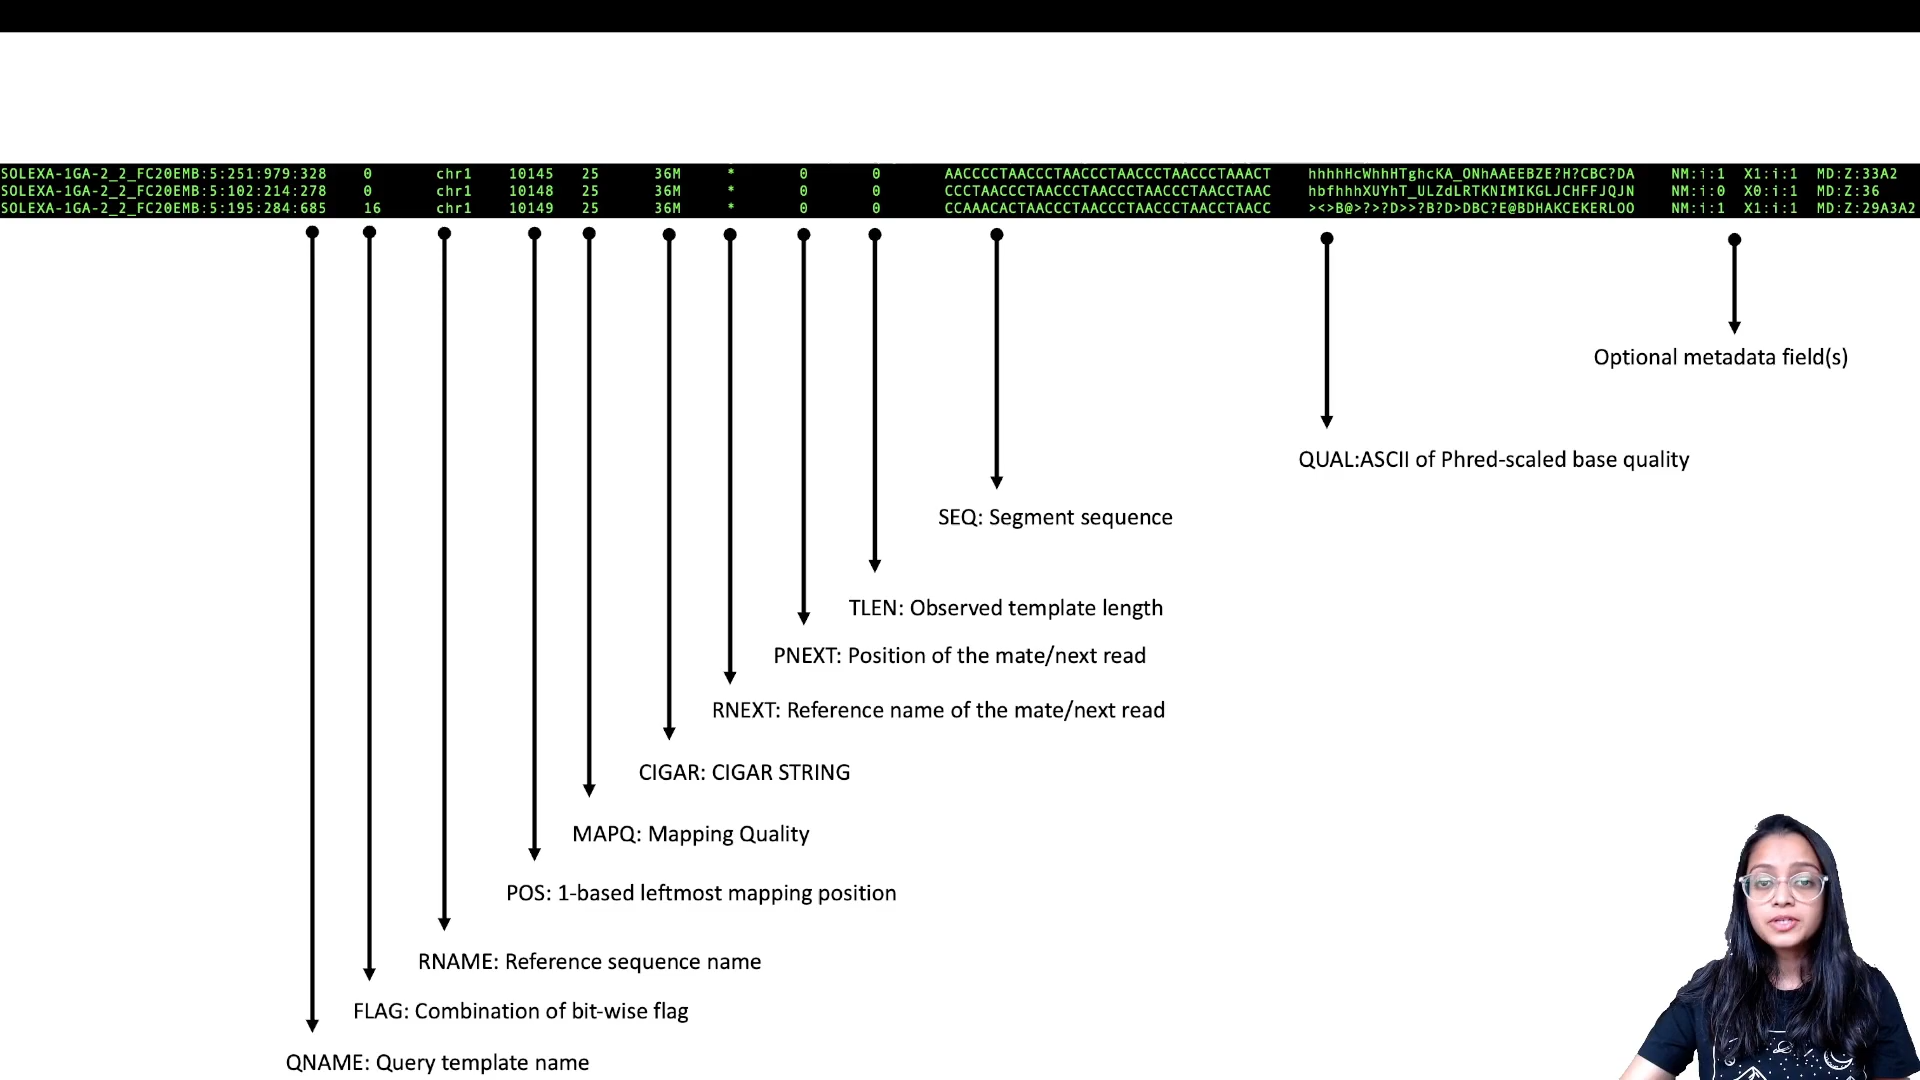 SOLEXA-1GA-2_2_FC20EMB:5:251:979:328 0 chr1 10145 25 36M * 0 0 AACCCCTAACCCTAACCCTAACCCTAACCCTAAACT hhhhHcWhhHTghcKA_ONhAAEEBZE?H?CBC?DA NM:i:1 X1:i:1 MD:Z:33A2
SOLEXA-1GA-2_2_FC20EMB:5:102:214:278 0 chr1 10148 25 36M * 0 0 CCCTAACCCTAACCCTAACCCTAACCCTAACCTAAC hbfhhhXUYhT_ULZdLRTKNIMIKGLJCHFFJQJN NM:i:0 X0:i:1 MD:Z:36
SOLEXA-1GA-2_2_FC20EMB:5:195:284:685 16 chr1 10149 25 36M * 0 0 CCAAACACTAACCCTAACCCTAACCCTAACCTAACC ><>B@>?>?D>>?B?D>DBC?E@BDHAKCEKERLOO NM:i:1 X1:i:1 MD:Z:29A3A2
Optional metadata field(s)
QUAL:ASCII of Phred-scaled base quality
SEQ: Segment sequence
TLEN: Observed template length
PNEXT: Position of the mate/next read
RNEXT: Reference name of the mate/next read
CIGAR: CIGAR STRING
MAPQ: Mapping Quality
POS: 1-based leftmost mapping position
RNAME: Reference sequence name
FLAG: Combination of bit-wise flag
QNAME: Query template name